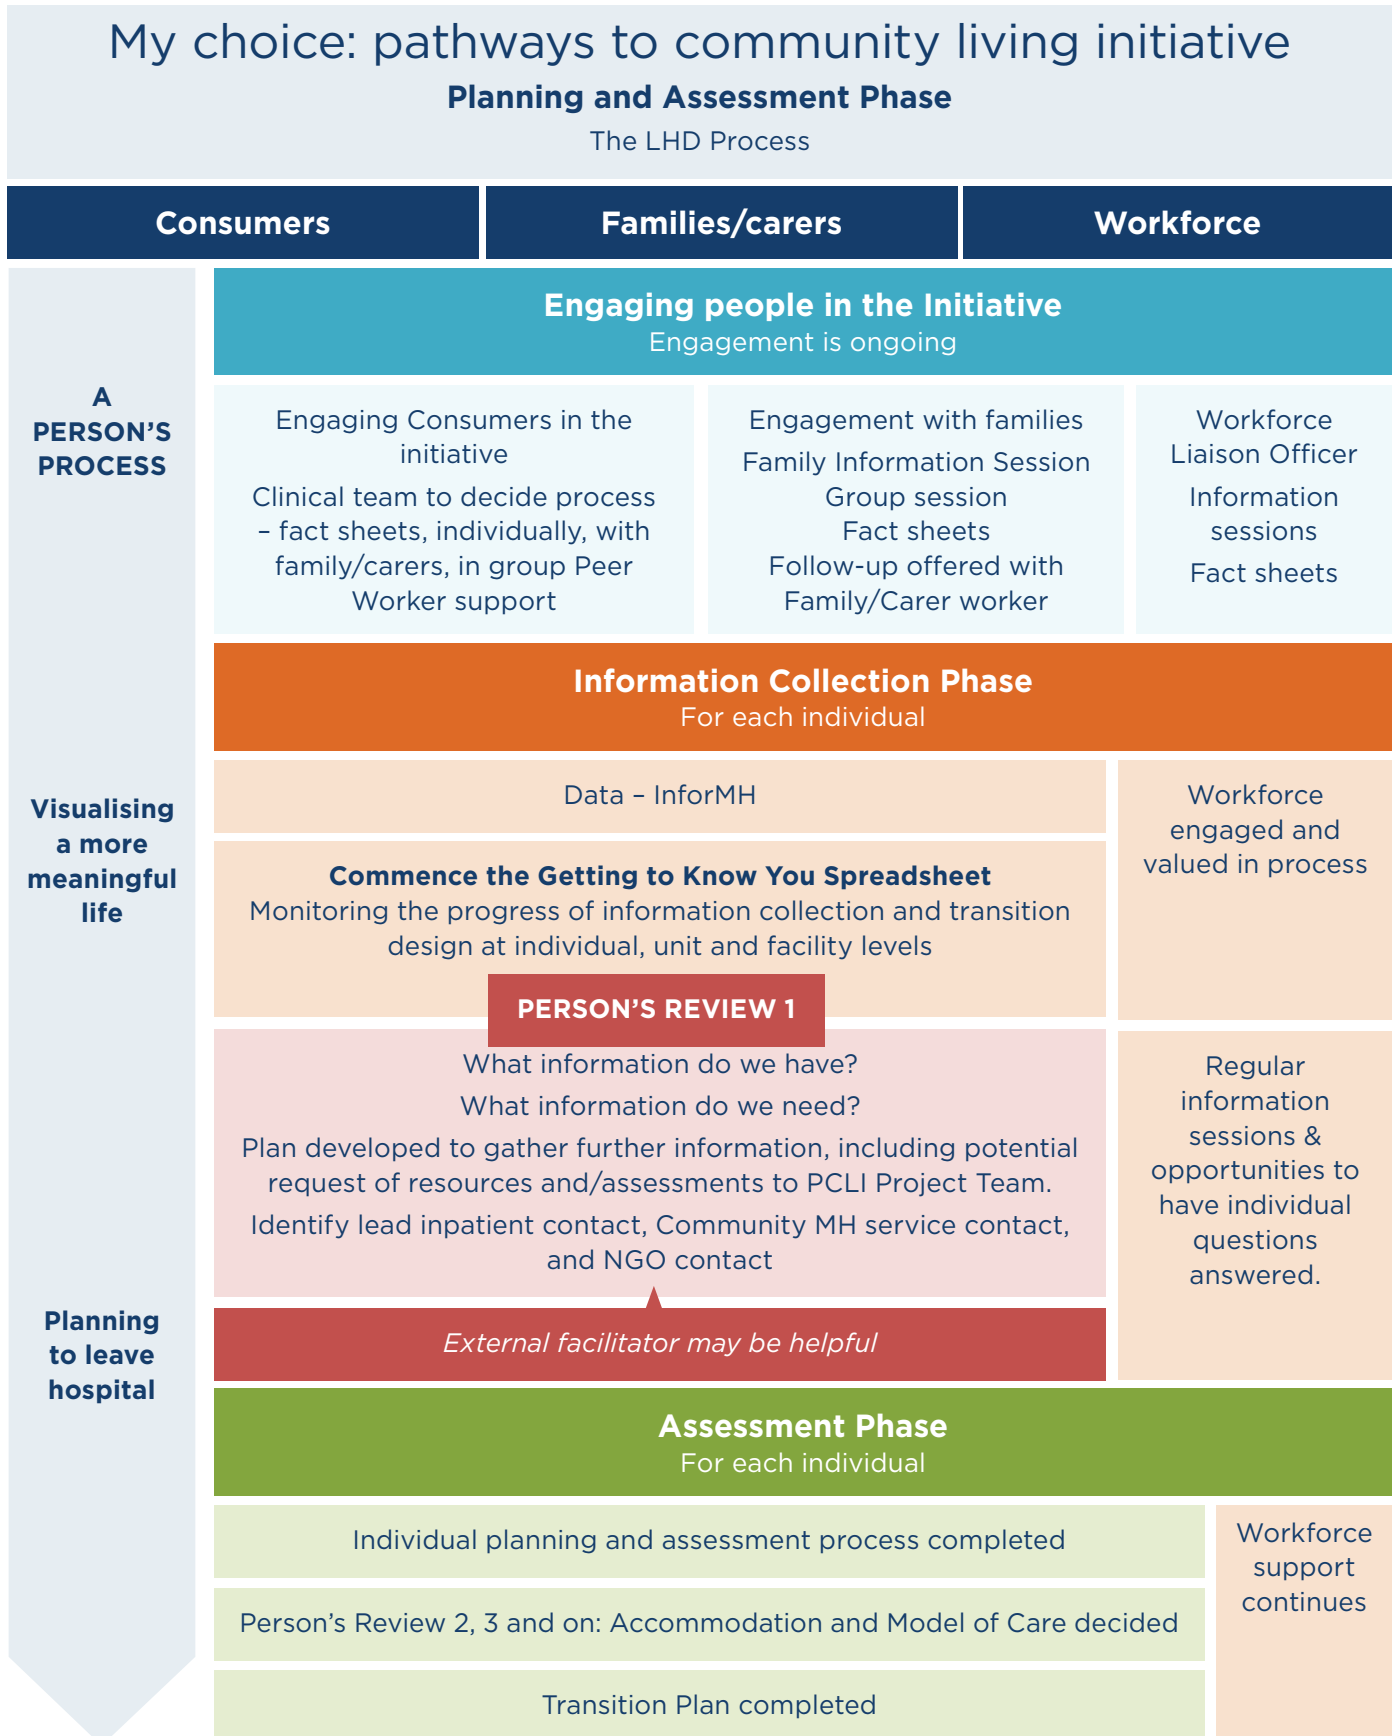 My choice: pathways to community living initiative
Planning and Assessment Phase
The LHD Process
Consumers
Families/carers
Workforce
A
PERSON'S
PROCESS
Visualising
a more
meaningful
life
Planning
to leave
hospital
Engaging people in the Initiative
Engagement is ongoing
Engaging Consumers in the
initiative
Clinical team to decide process
– fact sheets, individually, with
family/carers, in group Peer
Worker support
Engagement with families
Family Information Session
Group session
Fact sheets
Follow-up offered with
Family/Carer worker
Workforce
Liaison Officer
Information
sessions
Fact sheets
Information Collection Phase
For each individual
Data – InforMH
Commence the Getting to Know You Spreadsheet
Monitoring the progress of information collection and transition
design at individual, unit and facility levels
Workforce
engaged and
valued in process
PERSON'S REVIEW 1
What information do we have?
What information do we need?
Plan developed to gather further information, including potential
request of resources and/assessments to PCLI Project Team.
Identify lead inpatient contact, Community MH service contact,
and NGO contact
External facilitator may be helpful
Regular
information
sessions &
opportunities to
have individual
questions
answered.
Assessment Phase
For each individual
Individual planning and assessment process completed
Person's Review 2, 3 and on: Accommodation and Model of Care decided
Transition Plan completed
Workforce
support
continues